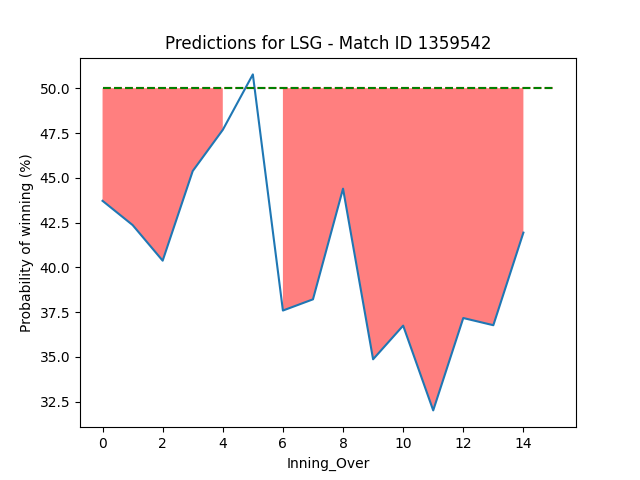 Predictions for LSG - Match ID 1359542
Probability of winning (%)
50.0
47.5
45.0
42.5
40.0
37.5
35.0
32.5
0 2 4 6 8 10 12 14
Inning_Over